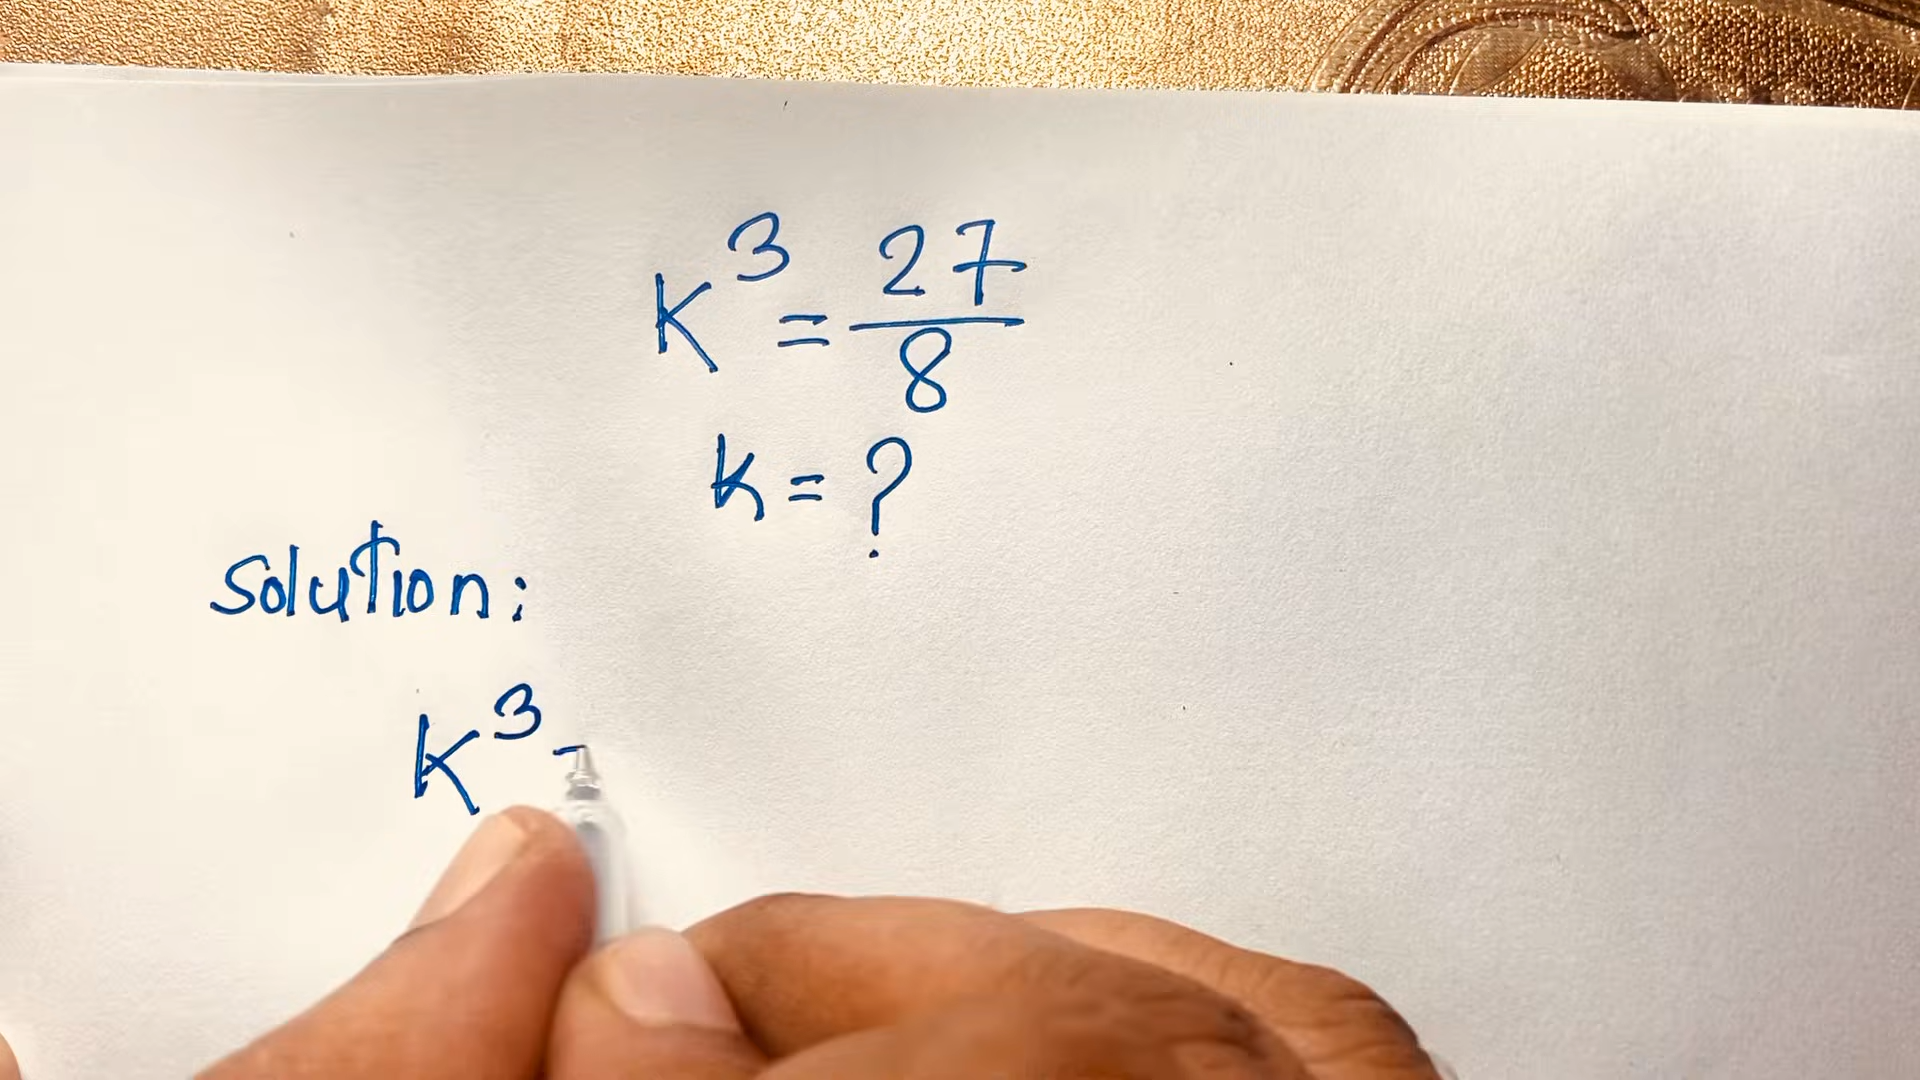 K³ = 27/8
k = ?
Solution:
K³ -